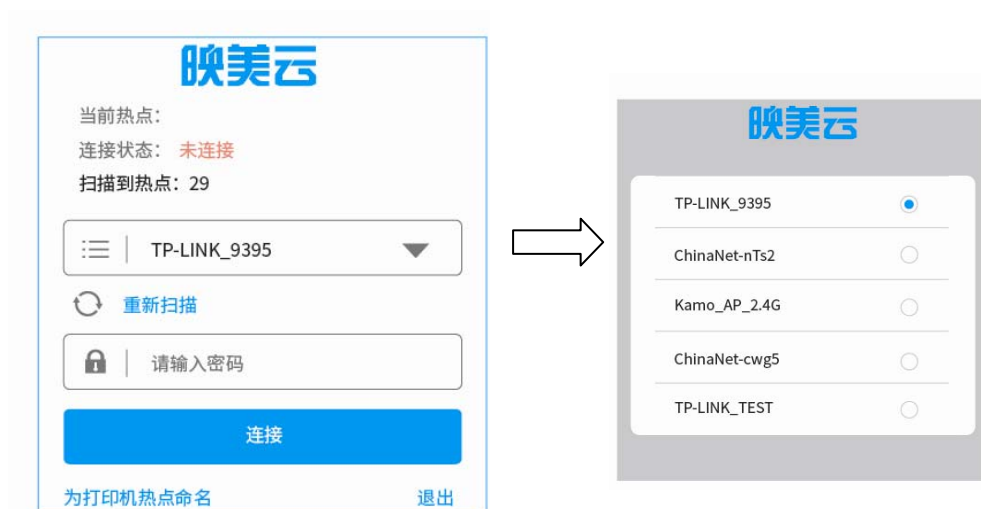 映美云
当前热点：
连接状态： 未连接
扫描到热点：29
TP-LINK_9395
重新扫描
请输入密码
连接
为打印机热点命名 退出
映美云
TP-LINK_9395
ChinaNet-nTs2
Kamo_AP_2.4G
ChinaNet-cwg5
TP-LINK_TEST